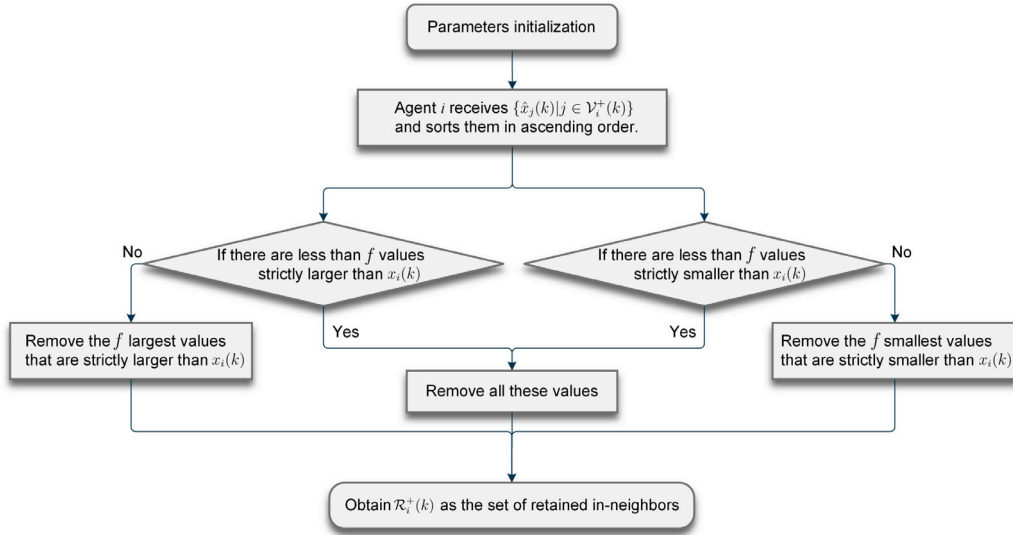 Parameters initialization
Agent i receives {x̂_j(k)|j ∈ 𝒱_i^+(k)}
and sorts them in ascending order.
No
If there are less than f values
strictly larger than x_i(k)
If there are less than f values
strictly smaller than x_i(k)
No
Remove the f largest values
that are strictly larger than x_i(k)
Yes
Yes
Remove the f smallest values
that are strictly smaller than x_i(k)
Remove all these values
Obtain ℛ_i^+(k) as the set of retained in-neighbors